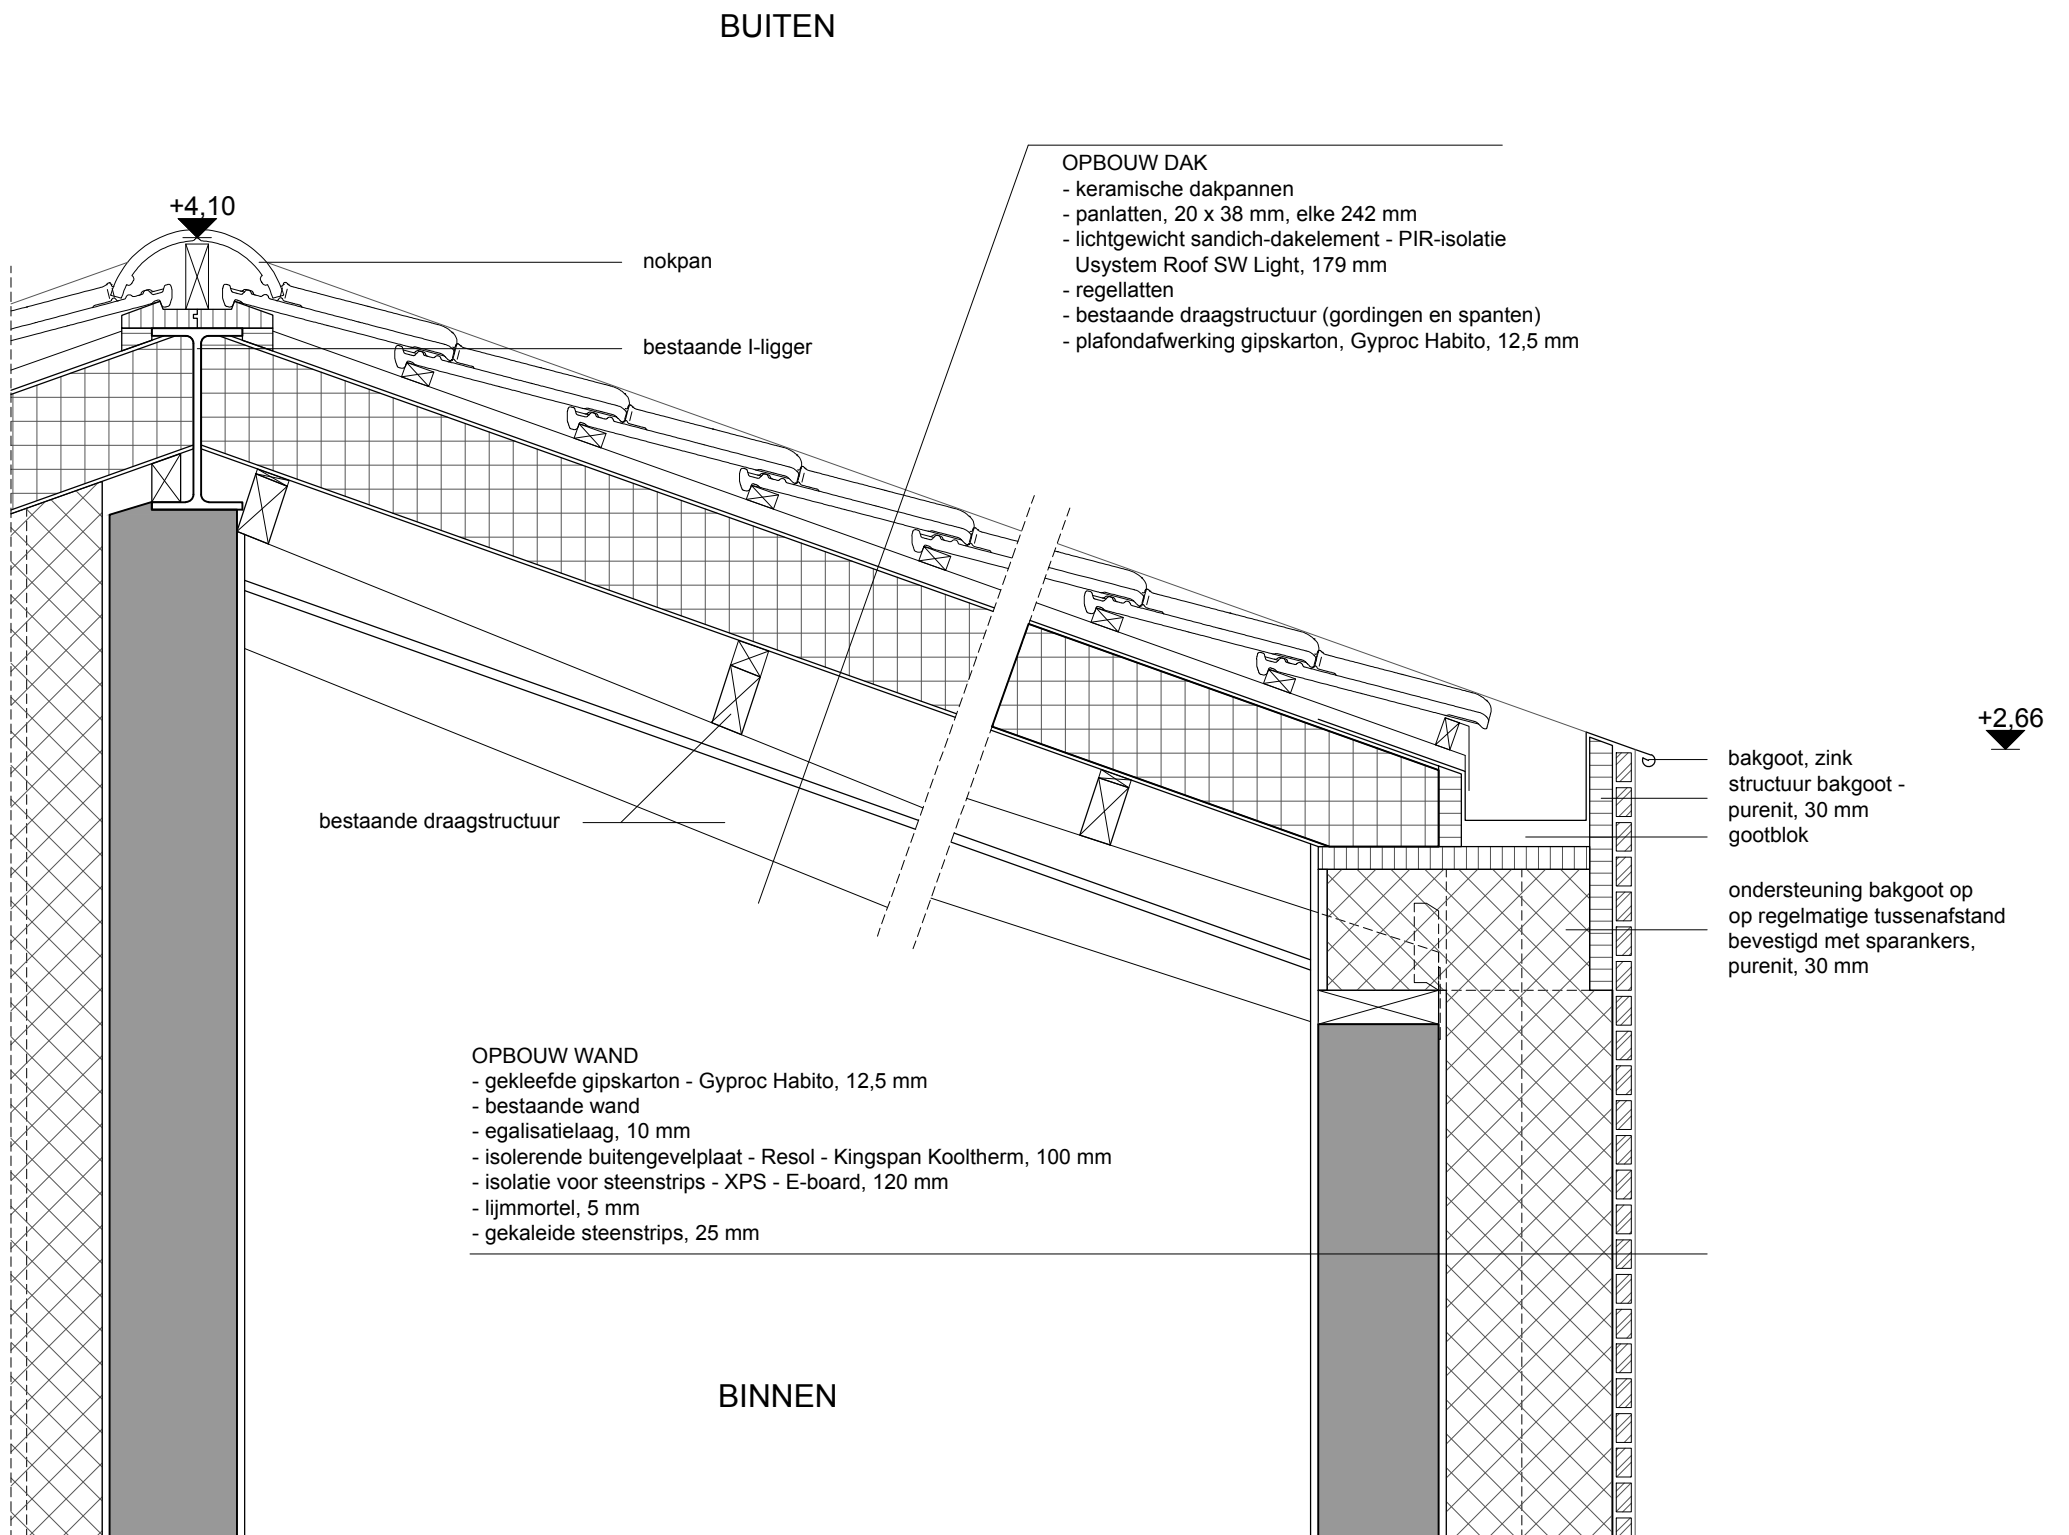 BUITEN
OPBOUW DAK
- keramische dakpannen
- panlatten, 20 x 38 mm, elke 242 mm
- lichtgewicht sandich-dakelement - PIR-isolatie
Usystem Roof SW Light, 179 mm
- regellatten
- bestaande draagstructuur (gordingen en spanten)
- plafondafwerking gipskarton, Gyproc Habito, 12,5 mm
+4,10
nokpan
bestaande I-ligger
+2,66
bakgoot, zink
structuur bakgoot -
purenit, 30 mm
gootblok
bestaande draagstructuur
ondersteuning bakgoot op
op regelmatige tussenafstand
bevestigd met sparankers,
purenit, 30 mm
OPBOUW WAND
- gekleefde gipskarton - Gyproc Habito, 12,5 mm
- bestaande wand
- egalisatielaag, 10 mm
- isolerende buitengevelplaat - Resol - Kingspan Kooltherm, 100 mm
- isolatie voor steenstrips - XPS - E-board, 120 mm
- lijmmortel, 5 mm
- gekaleide steenstrips, 25 mm
BINNEN